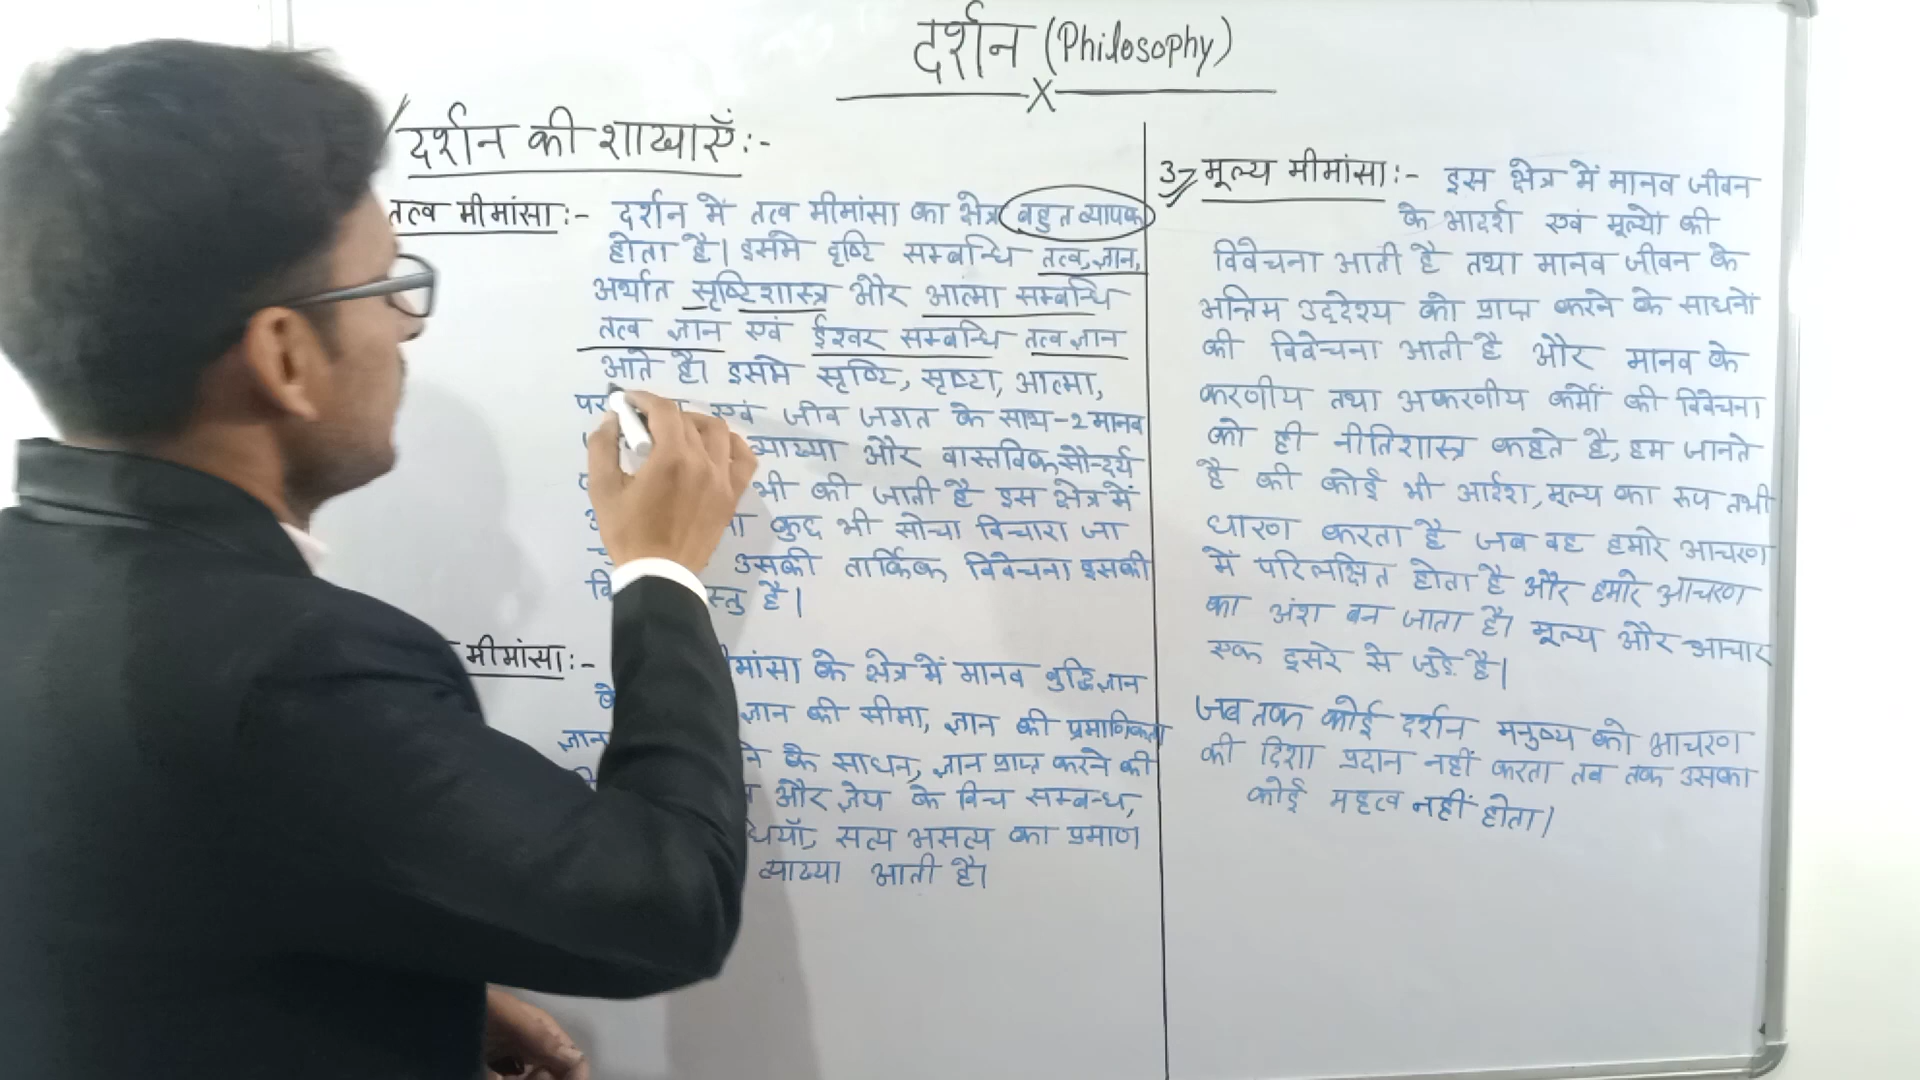 दर्शन (Philosophy)
दर्शन की शाखाएँ:-
तत्व मीमांसा:- दर्शन में तत्व मीमांसा का क्षेत्र बहुत व्यापक
होता है। इसमे सृष्टि सम्बन्धि तत्व, ज्ञान,
अर्थात सृष्टिशास्त्र और आत्मा सम्बन्धि
तत्व ज्ञान एवं ईश्वर सम्बन्धि तत्व ज्ञान
आते है। इसमे सृष्टि, सृष्टा, आत्मा,
एवं जीव जगत के साथ-2 मानव
व्याख्या और वास्तविक सौन्दर्य
भी की जाती है इस क्षेत्र में
कुछ भी सोचा विचारा जा
उसकी तार्किक विवेचना इसकी
है।
मीमांसा:- मीमांसा के क्षेत्र में मानव बुद्धि ज्ञान
ज्ञान की सीमा, ज्ञान की प्रमाणिकता
ज्ञान के साधन, ज्ञान प्राप्त करने की
और ज्ञेय के विच सम्बन्ध,
सत्य असत्य का प्रमाण
व्याख्या आती है।
3 मूल्य मीमांसा:- इस क्षेत्र में मानव जीवन
के आदर्श एवं मूल्यों की
विवेचना आती है तथा मानव जीवन के
अन्तिम उद्देश्य को प्राप्त करने के साधनों
की विवेचना आती है और मानव के
करणीय तथा अकरणीय कर्मों की विवेचना
को ही नीतिशास्त्र कहते है, हम जानते
है की कोई भी आर्दश, मूल्य का रूप तभी
धारण करता है जब वह हमारे आचरण
में परिलक्षित होता है और हमारे आचरण
का अंश बन जाता है। मूल्य और आचार
एक दुसरे से जुड़े है।
जब तक कोई दर्शन मनुष्य को आचरण
की दिशा प्रदान नहीं करता तब तक उसका
कोई महत्व नहीं होता।